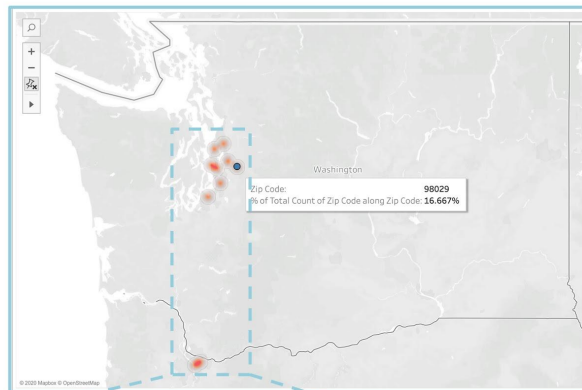 +
−
Washington
Zip Code: 98029
% of Total Count of Zip Code along Zip Code: 16.667%
© 2020 Mapbox © OpenStreetMap